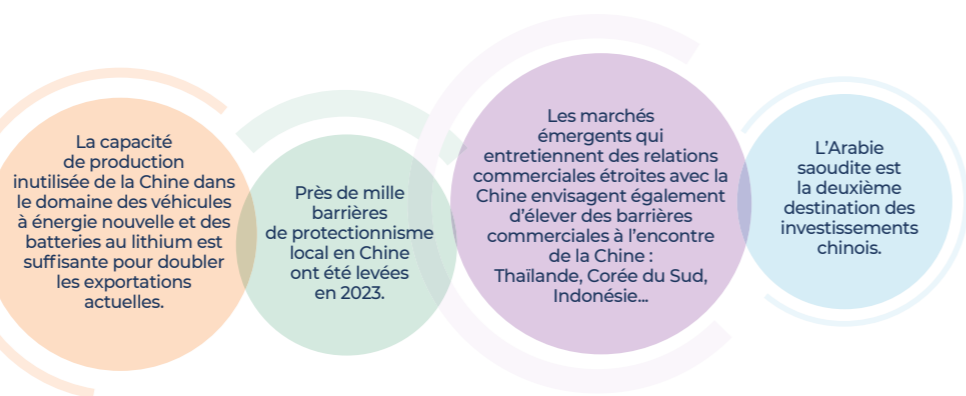 La capacité
de production
inutilisée de la Chine dans
le domaine des véhicules
à énergie nouvelle et des
batteries au lithium est
suffisante pour doubler
les exportations
actuelles.
Près de mille
barrières
de protectionnisme
local en Chine
ont été levées
en 2023.
Les marchés
émergents qui
entretiennent des relations
commerciales étroites avec la
Chine envisagent également
d’élever des barrières
commerciales à l’encontre
de la Chine :
Thaïlande, Corée du Sud,
Indonésie...
L’Arabie
saoudite est
la deuxième
destination des
investissements
chinois.